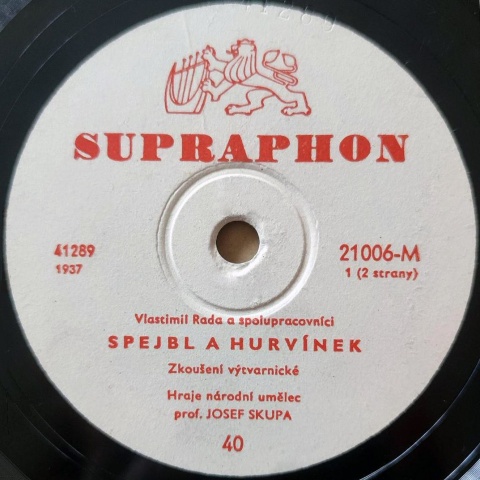 SUPRAPHON
41289
1937
21006-M
1 (2 strany)
Vlastimil Rada a spolupracovníci
SPEJBL A HURVÍNEK
Zkoušení výtvarnické
Hraje národní umělec
prof. JOSEF SKUPA
40